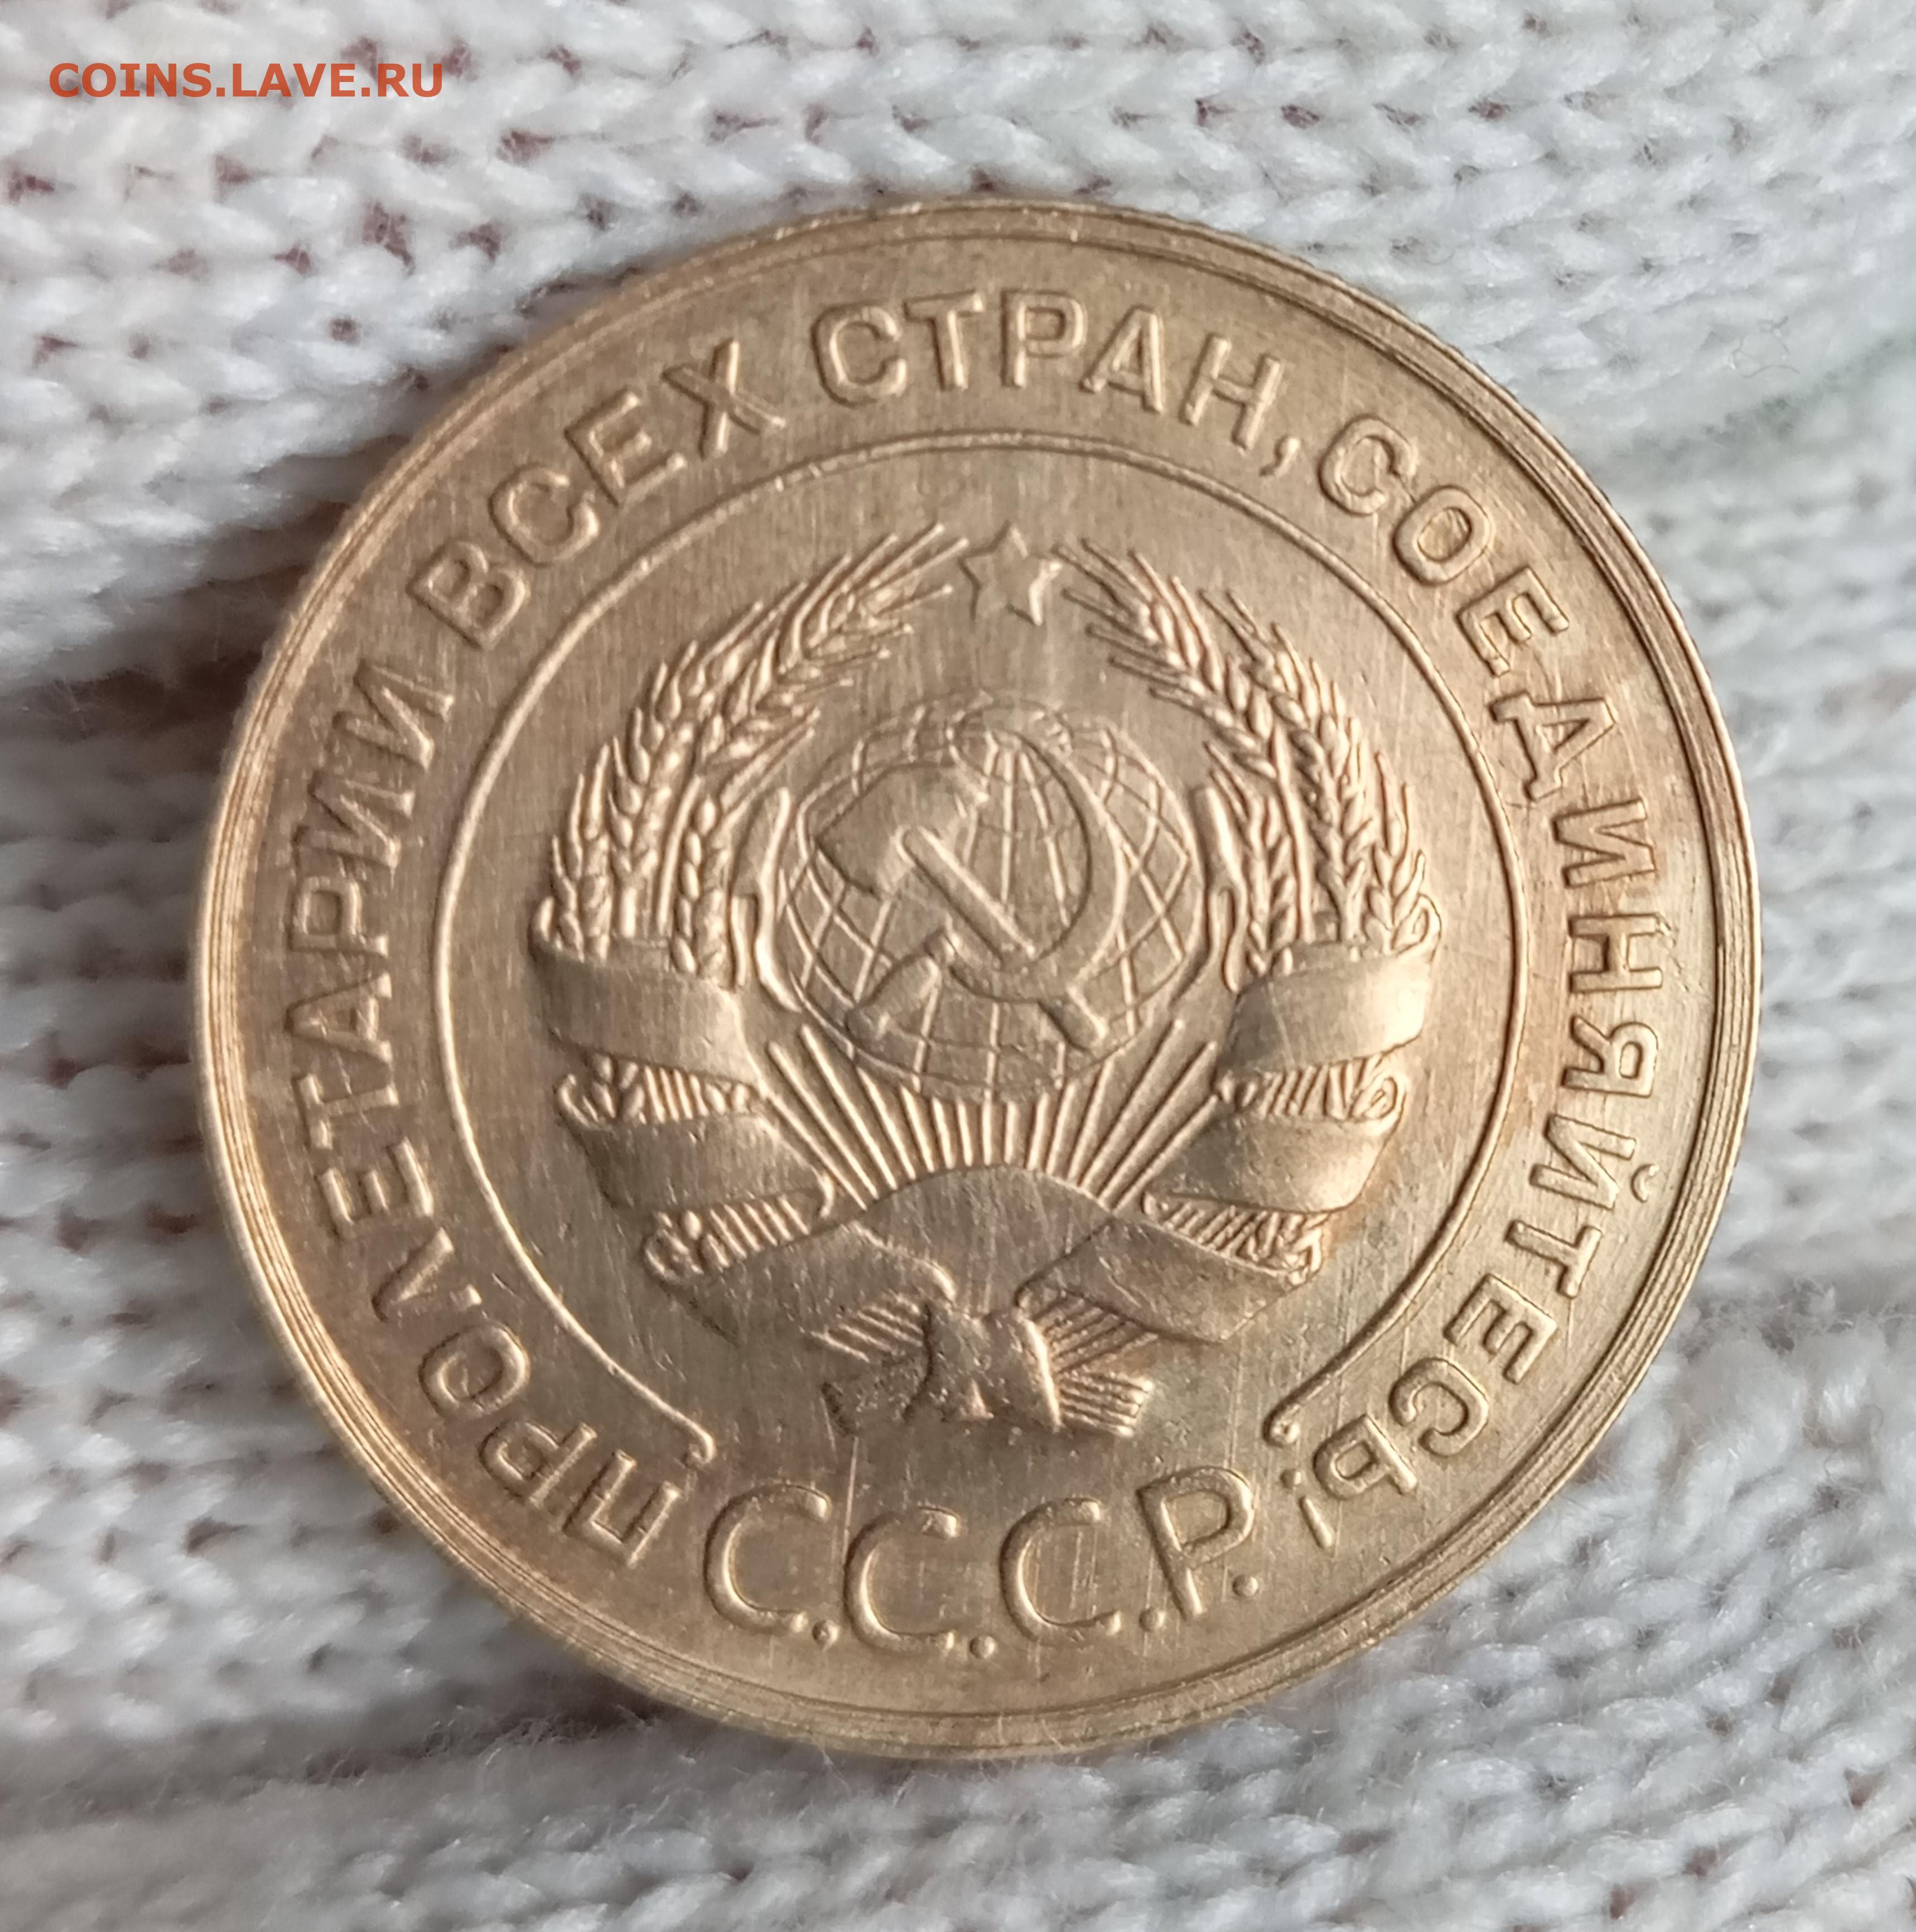 COINS.LAVE.RU
ПРОЛЕТАРИИ ВСЕХ СТРАН, СОЕДИНЯЙТЕСЬ!
С.С.С.Р.